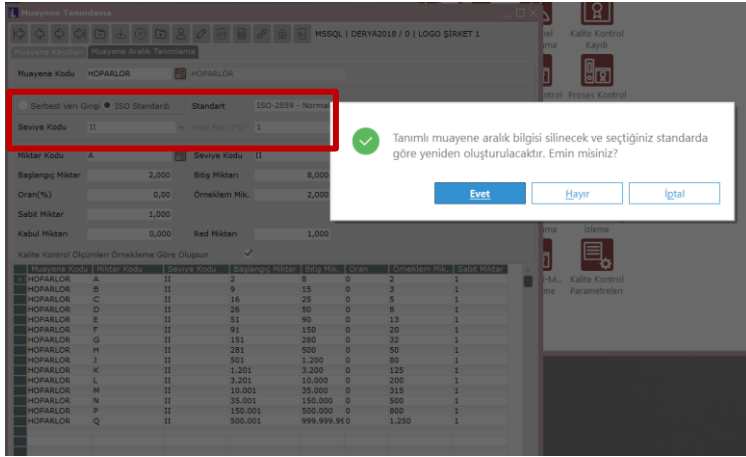 Muayene Tanımlama
MSSQL | DERYA2018 / 0 | LOGO ŞİRKET 1
Muayene Kayıtları Muayene Aralık Tanımlama
Muayene Kodu HOPARLOR HOPARLÖR
Serbest Veri Girişi ISO Standardı Standart ISO-2859 - Norma
Seviye Kodu II Hata Payı (%) 1
Miktar Kodu A Seviye Kodu II
Başlangıç Miktar 2,000 Bitiş Miktarı 8,000
Oran(%) 0,00 Örneklem Mik. 2,000
Sabit Miktar 1,000
Kabul Miktarı 0,000 Red Miktarı 1,000
Kalite Kontrol Ölçümleri Örnekleme Göre Oluşsun
Muayene Kodu Miktar Kodu Seviye Kodu Başlangıç Miktar Bitiş Mik. Oran Örneklem Mik. Sabit Miktar
HOPARLOR A II 2 8 0 2 1
HOPARLOR B II 9 15 0 3 1
HOPARLOR C II 16 25 0 5 1
HOPARLOR D II 26 50 0 8 1
HOPARLOR E II 51 90 0 13 1
HOPARLOR F II 91 150 0 20 1
HOPARLOR G II 151 280 0 32 1
HOPARLOR H II 281 500 0 50 1
HOPARLOR J II 501 1.200 0 80 1
HOPARLOR K II 1.201 3.200 0 125 1
HOPARLOR L II 3.201 10.000 0 200 1
HOPARLOR M II 10.001 35.000 0 315 1
HOPARLOR N II 35.001 150.000 0 500 1
HOPARLOR P II 150.001 500.000 0 800 1
HOPARLOR Q II 500.001 999.999.95 0 1.250 1
Tanımlı muayene aralık bilgisi silinecek ve seçtiğiniz standarda
göre yeniden oluşturulacaktır. Emin misiniz?
Evet Hayır İptal
nel Kalite Kontrol
ma Kaydı
ntrol Proses Kontrol
ma İzleme
i-M... Kalite Kontrol
me Parametreleri